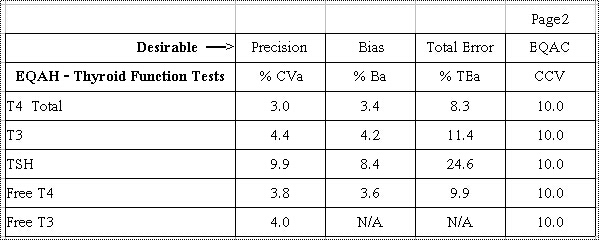 Page2
Desirable —> Precision Bias Total Error EQAC
EQAH - Thyroid Function Tests % CVa % Ba % TEa CCV
T4 Total 3.0 3.4 8.3 10.0
T3 4.4 4.2 11.4 10.0
TSH 9.9 8.4 24.6 10.0
Free T4 3.8 3.6 9.9 10.0
Free T3 4.0 N/A N/A 10.0